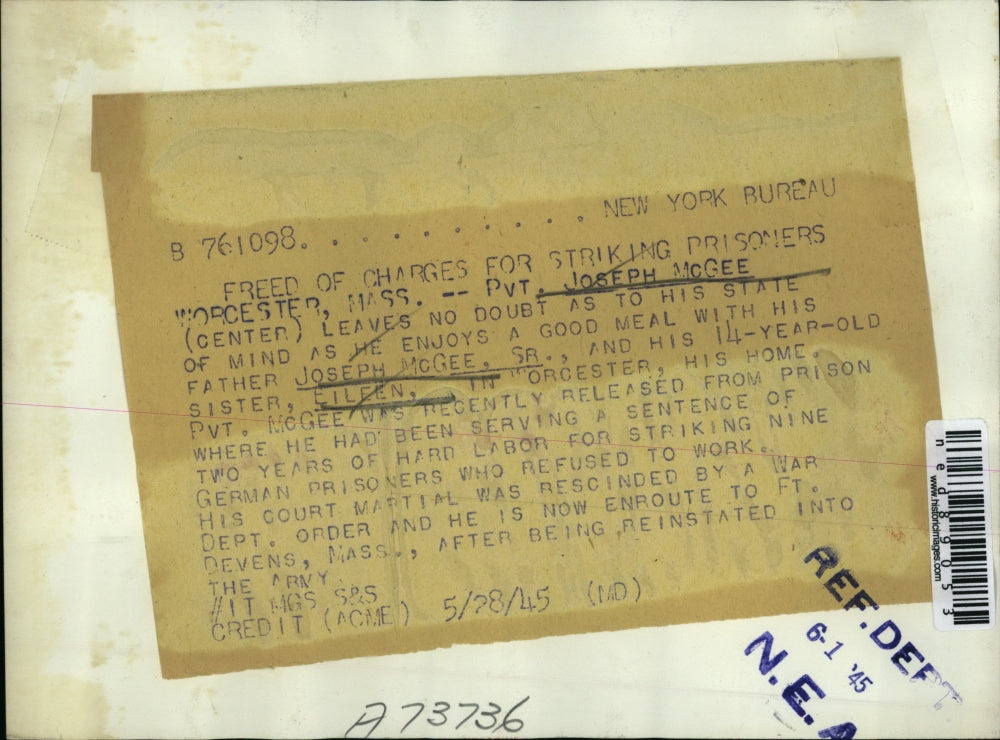 B 761098. . . . . . . . . . . NEW YORK BUREAU
FREED OF CHARGES FOR STRIKING PRISONERS
WORCESTER, MASS. -- PVT. JOSEPH McGEE
(CENTER) LEAVES NO DOUBT AS TO HIS STATE
OF MIND AS HE ENJOYS A GOOD MEAL WITH HIS
FATHER JOSEPH McGEE, SR., AND HIS 14-YEAR-OLD
SISTER, EILEEN, IN WORCESTER, HIS HOME.
PVT. McGEE WAS RECENTLY RELEASED FROM PRISON
WHERE HE HAD BEEN SERVING A SENTENCE OF
TWO YEARS OF HARD LABOR FOR STRIKING NINE
GERMAN PRISONERS WHO REFUSED TO WORK.
HIS COURT MARTIAL WAS RESCINDED BY A WAR
DEPT. ORDER AND HE IS NOW ENROUTE TO FT.
DEVENS, MASS., AFTER BEING REINSTATED INTO
THE ARMY.
#1T MGS S&S
CREDIT (ACME) 5/28/45 (MD)
REF. DEPT.
6-1 '45
N.E.A
A73736
www.historicimages.com
ned89053